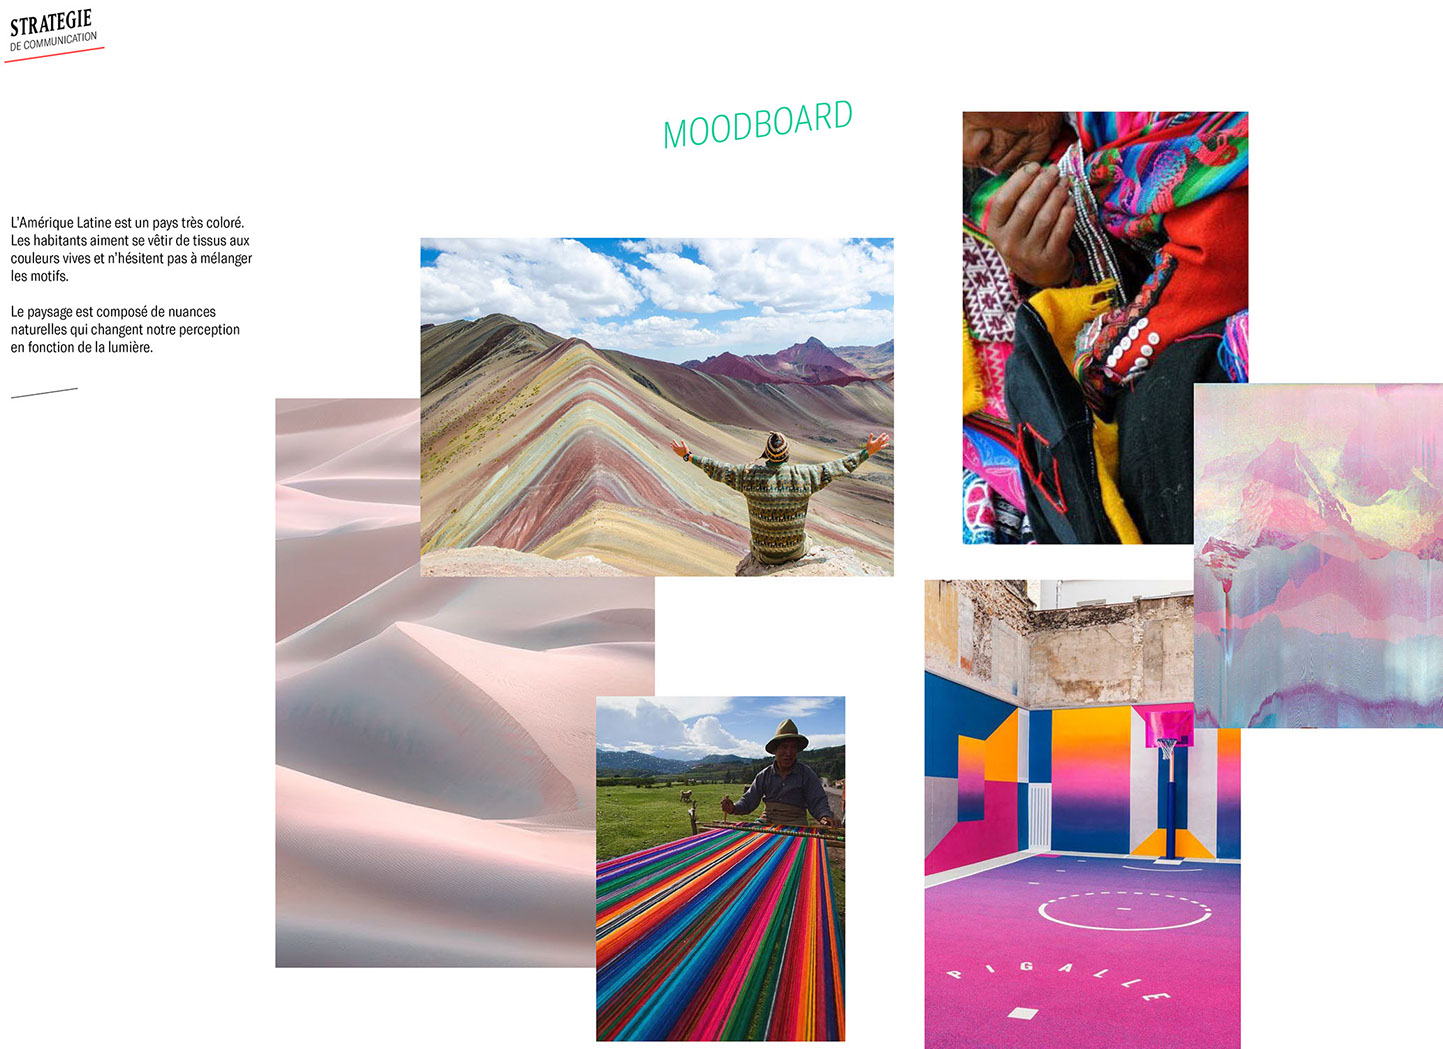 STRATEGIE
DE COMMUNICATION
MOODBOARD
L'Amérique Latine est un pays très coloré.
Les habitants aiment se vêtir de tissus aux
couleurs vives et n'hésitent pas à mélanger
les motifs.
Le paysage est composé de nuances
naturelles qui changent notre perception
en fonction de la lumière.
PIGALLE